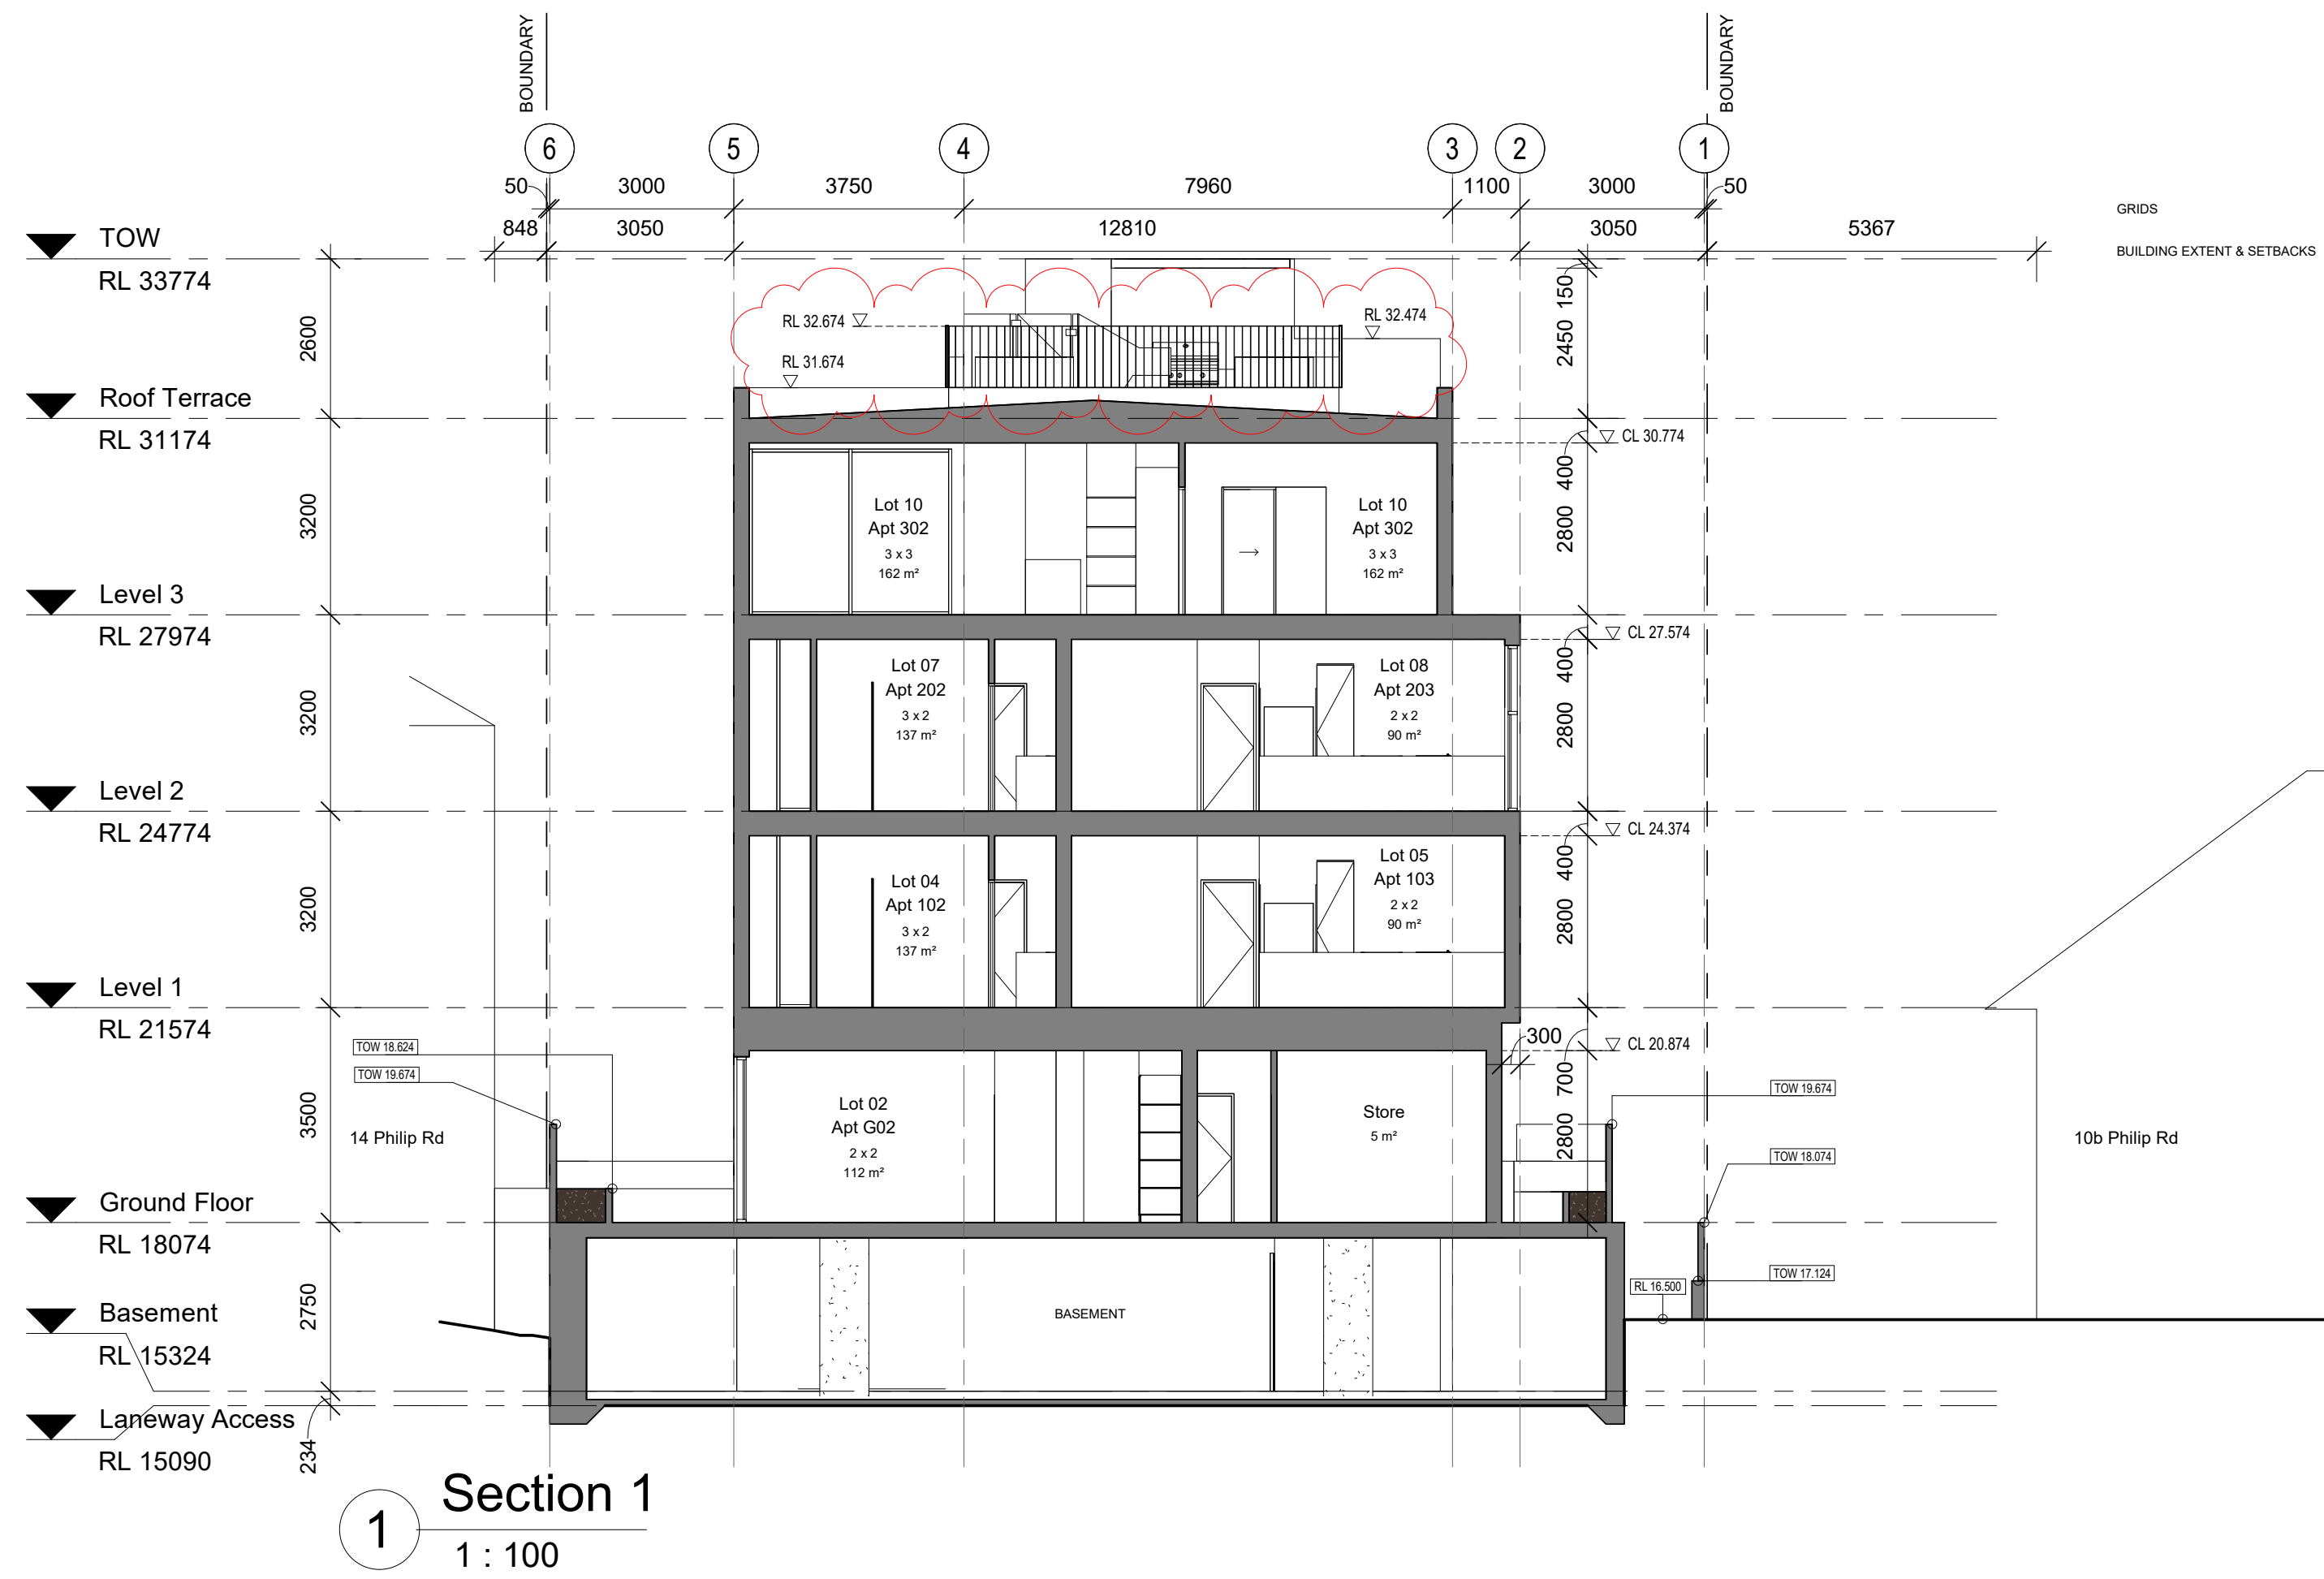 BOUNDARY
BOUNDARY
6
5
4
3
2
1
50
3000
3750
7960
1100
3000
50
GRIDS
848
3050
12810
3050
5367
BUILDING EXTENT & SETBACKS
TOW
RL 33774
2600
150
2450
RL 32.674
RL 32.474
RL 31.674
Roof Terrace
RL 31174
CL 30.774
3200
400
2800
Lot 10
Apt 302
3 x 3
162 m²
Lot 10
Apt 302
3 x 3
162 m²
Level 3
RL 27974
CL 27.574
3200
400
2800
Lot 07
Apt 202
3 x 2
137 m²
Lot 08
Apt 203
2 x 2
90 m²
Level 2
RL 24774
CL 24.374
3200
400
2800
Lot 04
Apt 102
3 x 2
137 m²
Lot 05
Apt 103
2 x 2
90 m²
Level 1
RL 21574
300
CL 20.874
TOW 18.624
TOW 19.674
3500
700
2800
14 Philip Rd
Lot 02
Apt G02
2 x 2
112 m²
Store
5 m²
TOW 19.674
10b Philip Rd
TOW 18.074
Ground Floor
RL 18074
TOW 17.124
RL 16.500
2750
BASEMENT
Basement
RL 15324
Laneway Access
RL 15090
234
1
Section 1
1 : 100